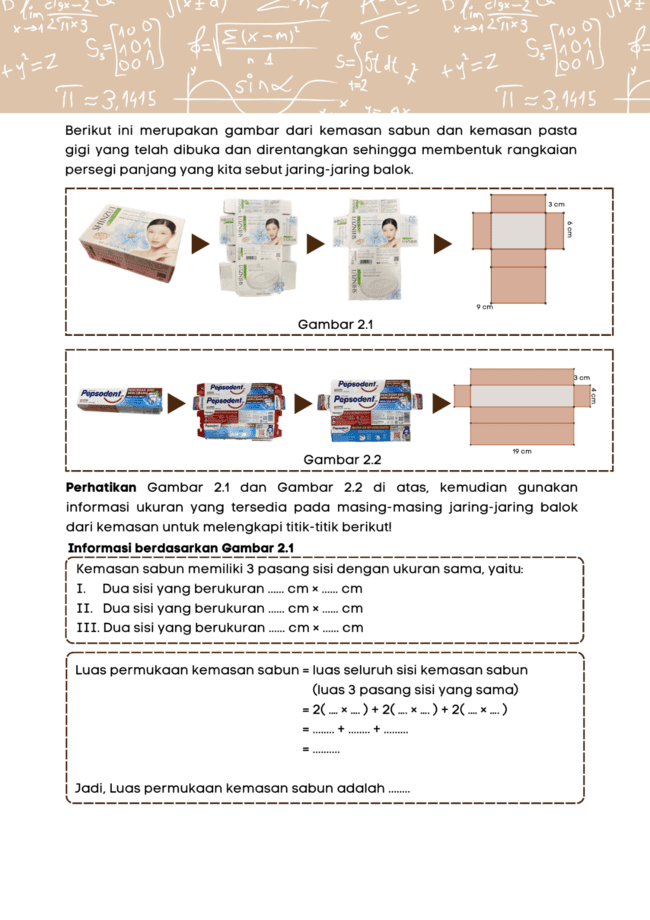 Berikut ini merupakan gambar dari kemasan sabun dan kemasan pasta
gigi yang telah dibuka dan direntangkan sehingga membentuk rangkaian
persegi panjang yang kita sebut jaring-jaring balok.
SHINZUI
3 cm
6 cm
9 cm
Gambar 2.1
Pepsodent
Pepsodent
Pepsodent
Pepsodent
3 cm
4 cm
19 cm
Gambar 2.2
Perhatikan Gambar 2.1 dan Gambar 2.2 di atas, kemudian gunakan
informasi ukuran yang tersedia pada masing-masing jaring-jaring balok
dari kemasan untuk melengkapi titik-titik berikut!
Informasi berdasarkan Gambar 2.1
Kemasan sabun memiliki 3 pasang sisi dengan ukuran sama, yaitu:
I. Dua sisi yang berukuran ...... cm × ...... cm
II. Dua sisi yang berukuran ...... cm × ...... cm
III. Dua sisi yang berukuran ...... cm × ...... cm
Luas permukaan kemasan sabun = luas seluruh sisi kemasan sabun
(luas 3 pasang sisi yang sama)
= 2( .... × .... ) + 2( .... × .... ) + 2( .... × .... )
= ........ + ........ + .........
= ..........
Jadi, Luas permukaan kemasan sabun adalah ........